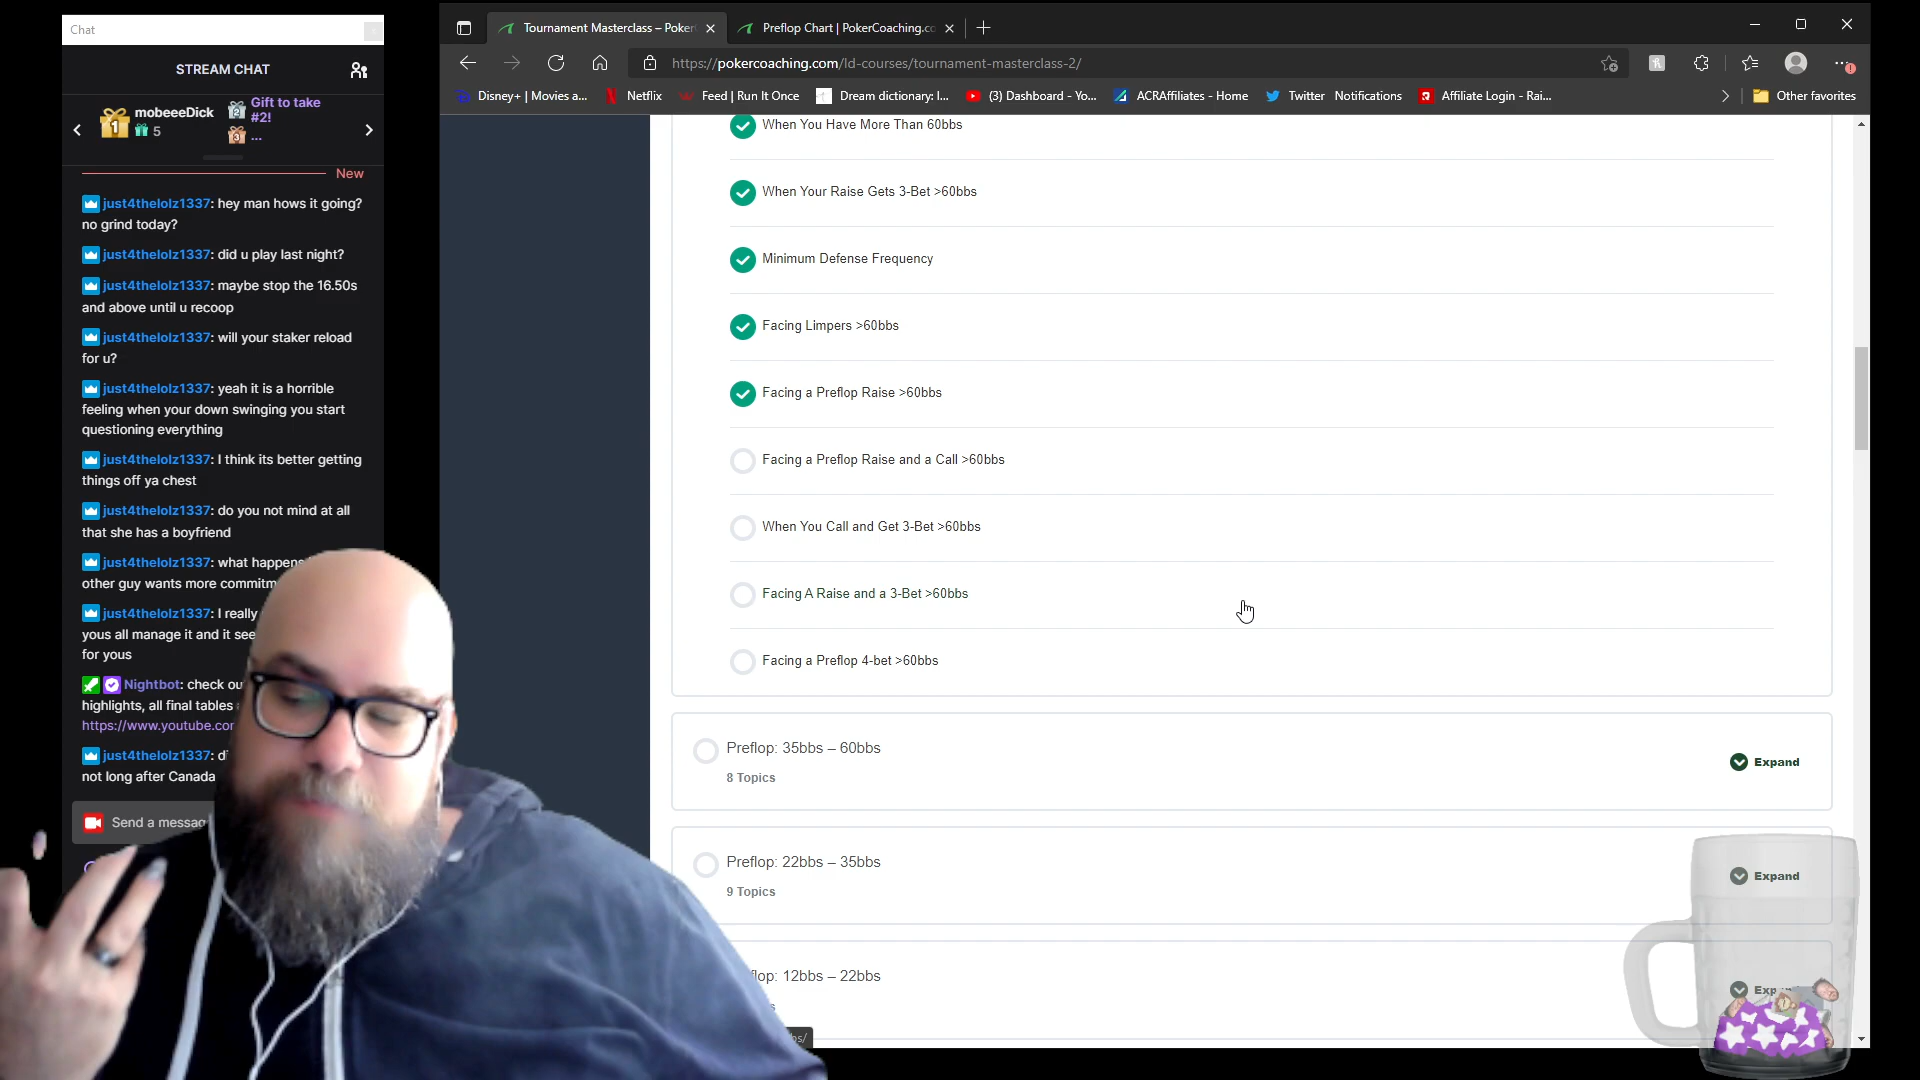 Chat
STREAM CHAT
mobeeeDick
5
Gift to take
#2!
...
New
just4thelolz1337: hey man hows it going?
no grind today?
just4thelolz1337: did u play last night?
just4thelolz1337: maybe stop the 16.50s
and above until u recoop
just4thelolz1337: will your staker reload
for u?
just4thelolz1337: yeah it is a horrible
feeling when your down swinging you start
questioning everything
just4thelolz1337: I think its better getting
things off ya chest
just4thelolz1337: do you not mind at all
that she has a boyfriend
just4thelolz1337: what happen
other guy wants more commitm
just4thelolz1337: I really
yous all manage it and it see
for yous
Nightbot: check ou
highlights, all final tables
https://www.youtube.cor
just4thelolz1337: di
not long after Canada
Send a messag
Tournament Masterclass – Poker
Preflop Chart | PokerCoaching.co
https://pokercoaching.com/ld-courses/tournament-masterclass-2/
Disney+ | Movies a...
Netflix
Feed | Run It Once
Dream dictionary: I...
(3) Dashboard - Yo...
ACRAffiliates - Home
Twitter
Notifications
Affiliate Login - Rai...
Other favorites
When You Have More Than 60bbs
When Your Raise Gets 3-Bet >60bbs
Minimum Defense Frequency
Facing Limpers >60bbs
Facing a Preflop Raise >60bbs
Facing a Preflop Raise and a Call >60bbs
When You Call and Get 3-Bet >60bbs
Facing A Raise and a 3-Bet >60bbs
Facing a Preflop 4-bet >60bbs
Preflop: 35bbs – 60bbs
8 Topics
Expand
Preflop: 22bbs – 35bbs
9 Topics
Expand
flop: 12bbs – 22bbs
Exp
bs/